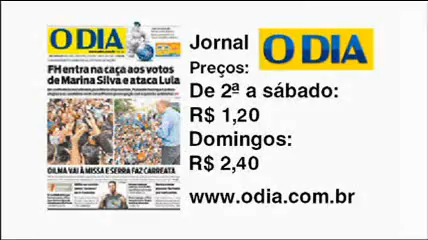 O DIA
FH entra na caça aos votos
de Marina Silva e ataca Lula
DILMA VAI À MISSA E SERRA FAZ CARREATA
Jornal O DIA
Preços:
De 2ª a sábado:
R$ 1,20
Domingos:
R$ 2,40
www.odia.com.br